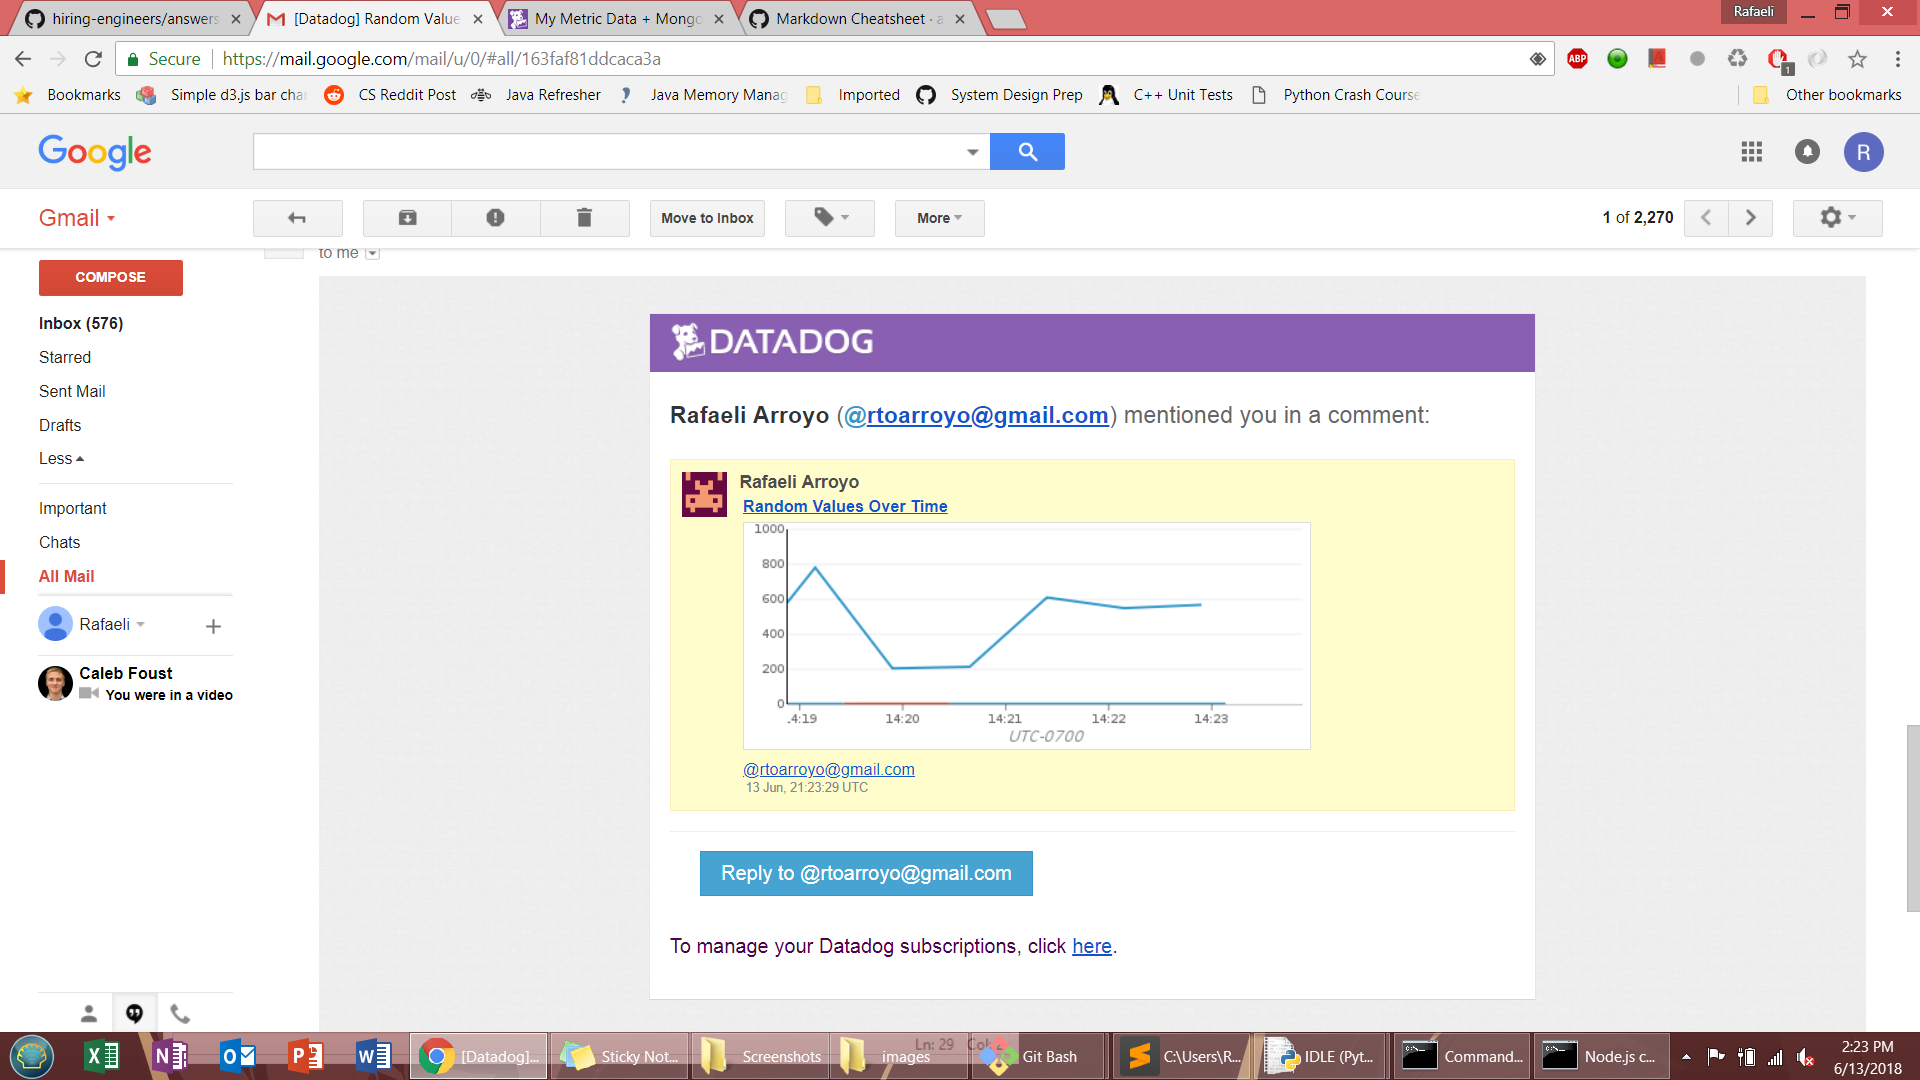 hiring-engineers/answers
[Datadog] Random Value
My Metric Data + Mongo
Markdown Cheatsheet · a
Rafaeli
Secure
https://mail.google.com/mail/u/0/#all/163faf81ddcaca3a
ABP
1
Bookmarks
Simple d3.js bar char
CS Reddit Post
Java Refresher
Java Memory Manag
Imported
System Design Prep
C++ Unit Tests
Python Crash Course
Other bookmarks
Google
R
Gmail
Move to Inbox
More
1 of 2,270
to me
COMPOSE
Inbox (576)
Starred
Sent Mail
Drafts
Less
Important
Chats
All Mail
Rafaeli
Caleb Foust
You were in a video
DATADOG
Rafaeli Arroyo (@rtoarroyo@gmail.com) mentioned you in a comment:
Rafaeli Arroyo
Random Values Over Time
1000
800
600
400
200
0
14:20
14:21
14:22
14:23
UTC-0700
@rtoarroyo@gmail.com
13 Jun, 21:23:29 UTC
Reply to @rtoarroyo@gmail.com
To manage your Datadog subscriptions, click here.
[Datadog]...
Sticky Not...
Screenshots
images
Ln: 29
Git Bash
C:\Users\R...
IDLE (Pyt...
Command...
Node.js c...
2:23 PM
6/13/2018